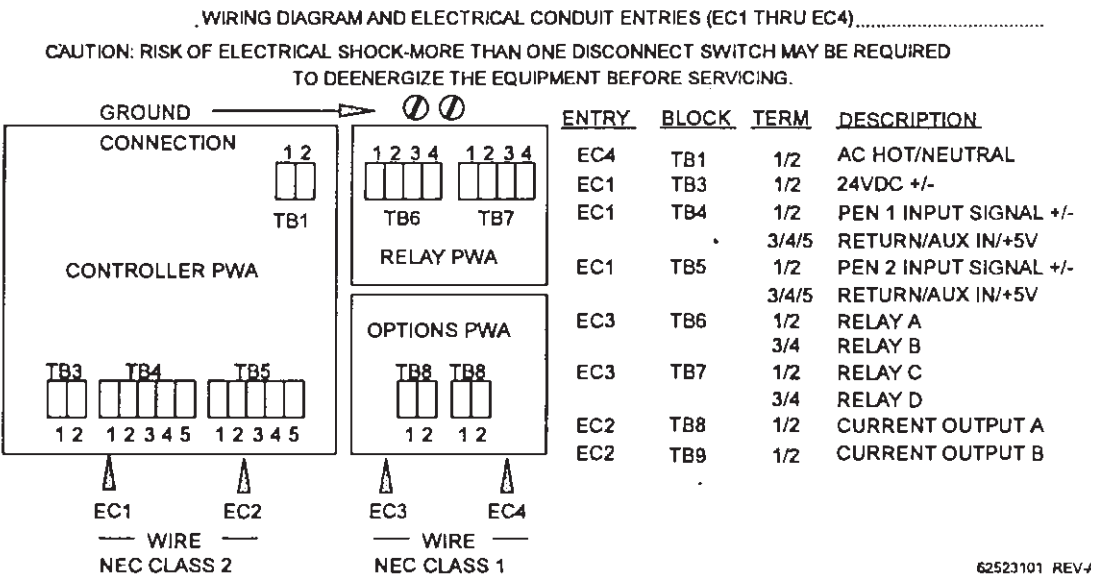 WIRING DIAGRAM AND ELECTRICAL CONDUIT ENTRIES (EC1 THRU EC4)
CAUTION: RISK OF ELECTRICAL SHOCK-MORE THAN ONE DISCONNECT SWITCH MAY BE REQUIRED
TO DEENERGIZE THE EQUIPMENT BEFORE SERVICING.
GROUND
CONNECTION
1 2
TB1
CONTROLLER PWA
TB3 TB4 TB5
1 2 1 2 3 4 5 1 2 3 4 5
1 2 3 4 1 2 3 4
TB6 TB7
RELAY PWA
OPTIONS PWA
TB8 TB8
1 2 1 2
EC1 EC2 EC3 EC4
WIRE WIRE
NEC CLASS 2 NEC CLASS 1
ENTRY BLOCK TERM DESCRIPTION
EC4 TB1 1/2 AC HOT/NEUTRAL
EC1 TB3 1/2 24VDC +/-
EC1 TB4 1/2 PEN 1 INPUT SIGNAL +/-
3/4/5 RETURN/AUX IN/+5V
EC1 TB5 1/2 PEN 2 INPUT SIGNAL +/-
3/4/5 RETURN/AUX IN/+5V
EC3 TB6 1/2 RELAY A
3/4 RELAY B
EC3 TB7 1/2 RELAY C
3/4 RELAY D
EC2 TB8 1/2 CURRENT OUTPUT A
EC2 TB9 1/2 CURRENT OUTPUT B
62523101 REV